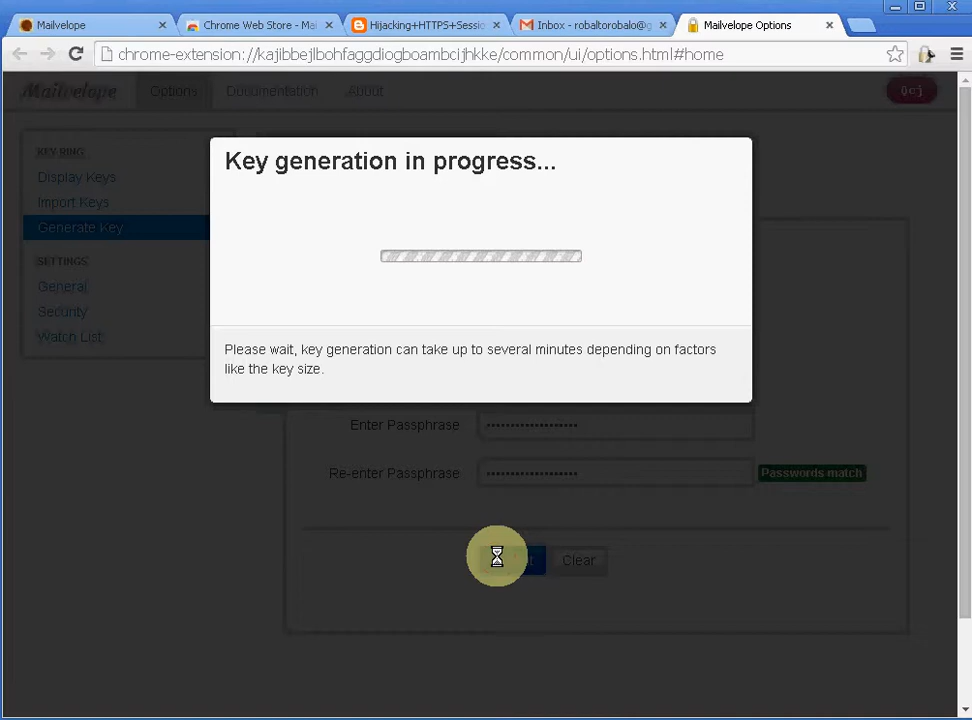 Mailvelope
Chrome Web Store - Mai
Hijacking+HTTPS+Sessio
Inbox - robaltorobalo@g
Mailvelope Options
chrome-extension://kajibbejlbohfaggdiogboambcijhkke/common/ui/options.html#home
Mailvelope
Options
Documentation
About
KEY RING
Display Keys
Import Keys
Generate Key
SETTINGS
General
Security
Watch List
Key generation in progress...
Please wait, key generation can take up to several minutes depending on factors
like the key size.
Enter Passphrase
Re-enter Passphrase
Passwords match
Clear